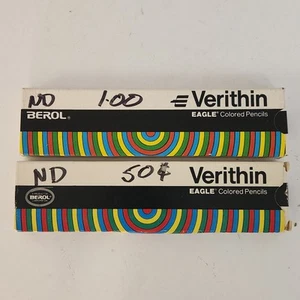 ND 1.00 Verithin
BEROL® EAGLE® Colored Pencils
ND 50¢ Verithin
BEROL® EAGLE® Colored Pencils